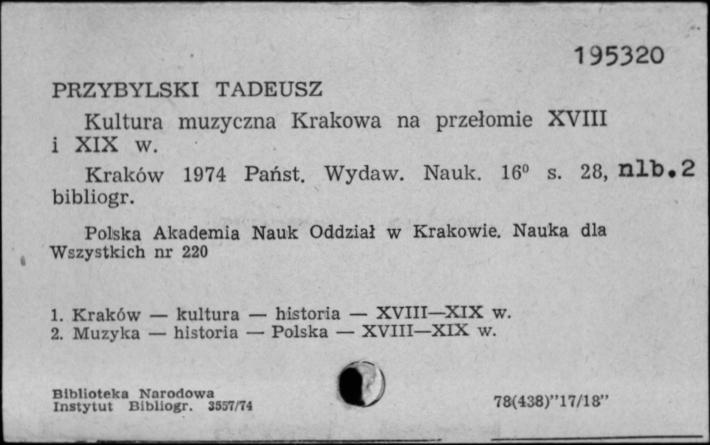 195320
PRZYBYLSKI TADEUSZ
Kultura muzyczna Krakowa na przełomie XVIII
i XIX w.
Kraków 1974 Państ. Wydaw. Nauk. 16⁰ s. 28, nlb.2
bibliogr.
Polska Akademia Nauk Oddział w Krakowie. Nauka dla
Wszystkich nr 220
1. Kraków — kultura — historia — XVIII—XIX w.
2. Muzyka — historia — Polska — XVIII—XIX w.
Biblioteka Narodowa
Instytut Bibliogr. 3557/74
78(438)"17/18"